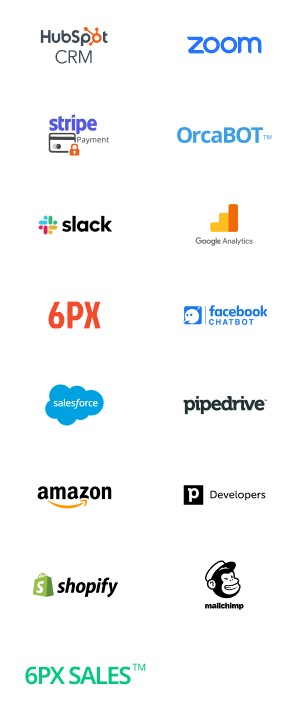 HubSpot
CRM
zoom
stripe
Payment
OrcaBOT™
slack
Google Analytics
6PX
facebook
CHATBOT
salesforce
pipedrive™
amazon
p Developers
shopify
mailchimp
6PX SALES™